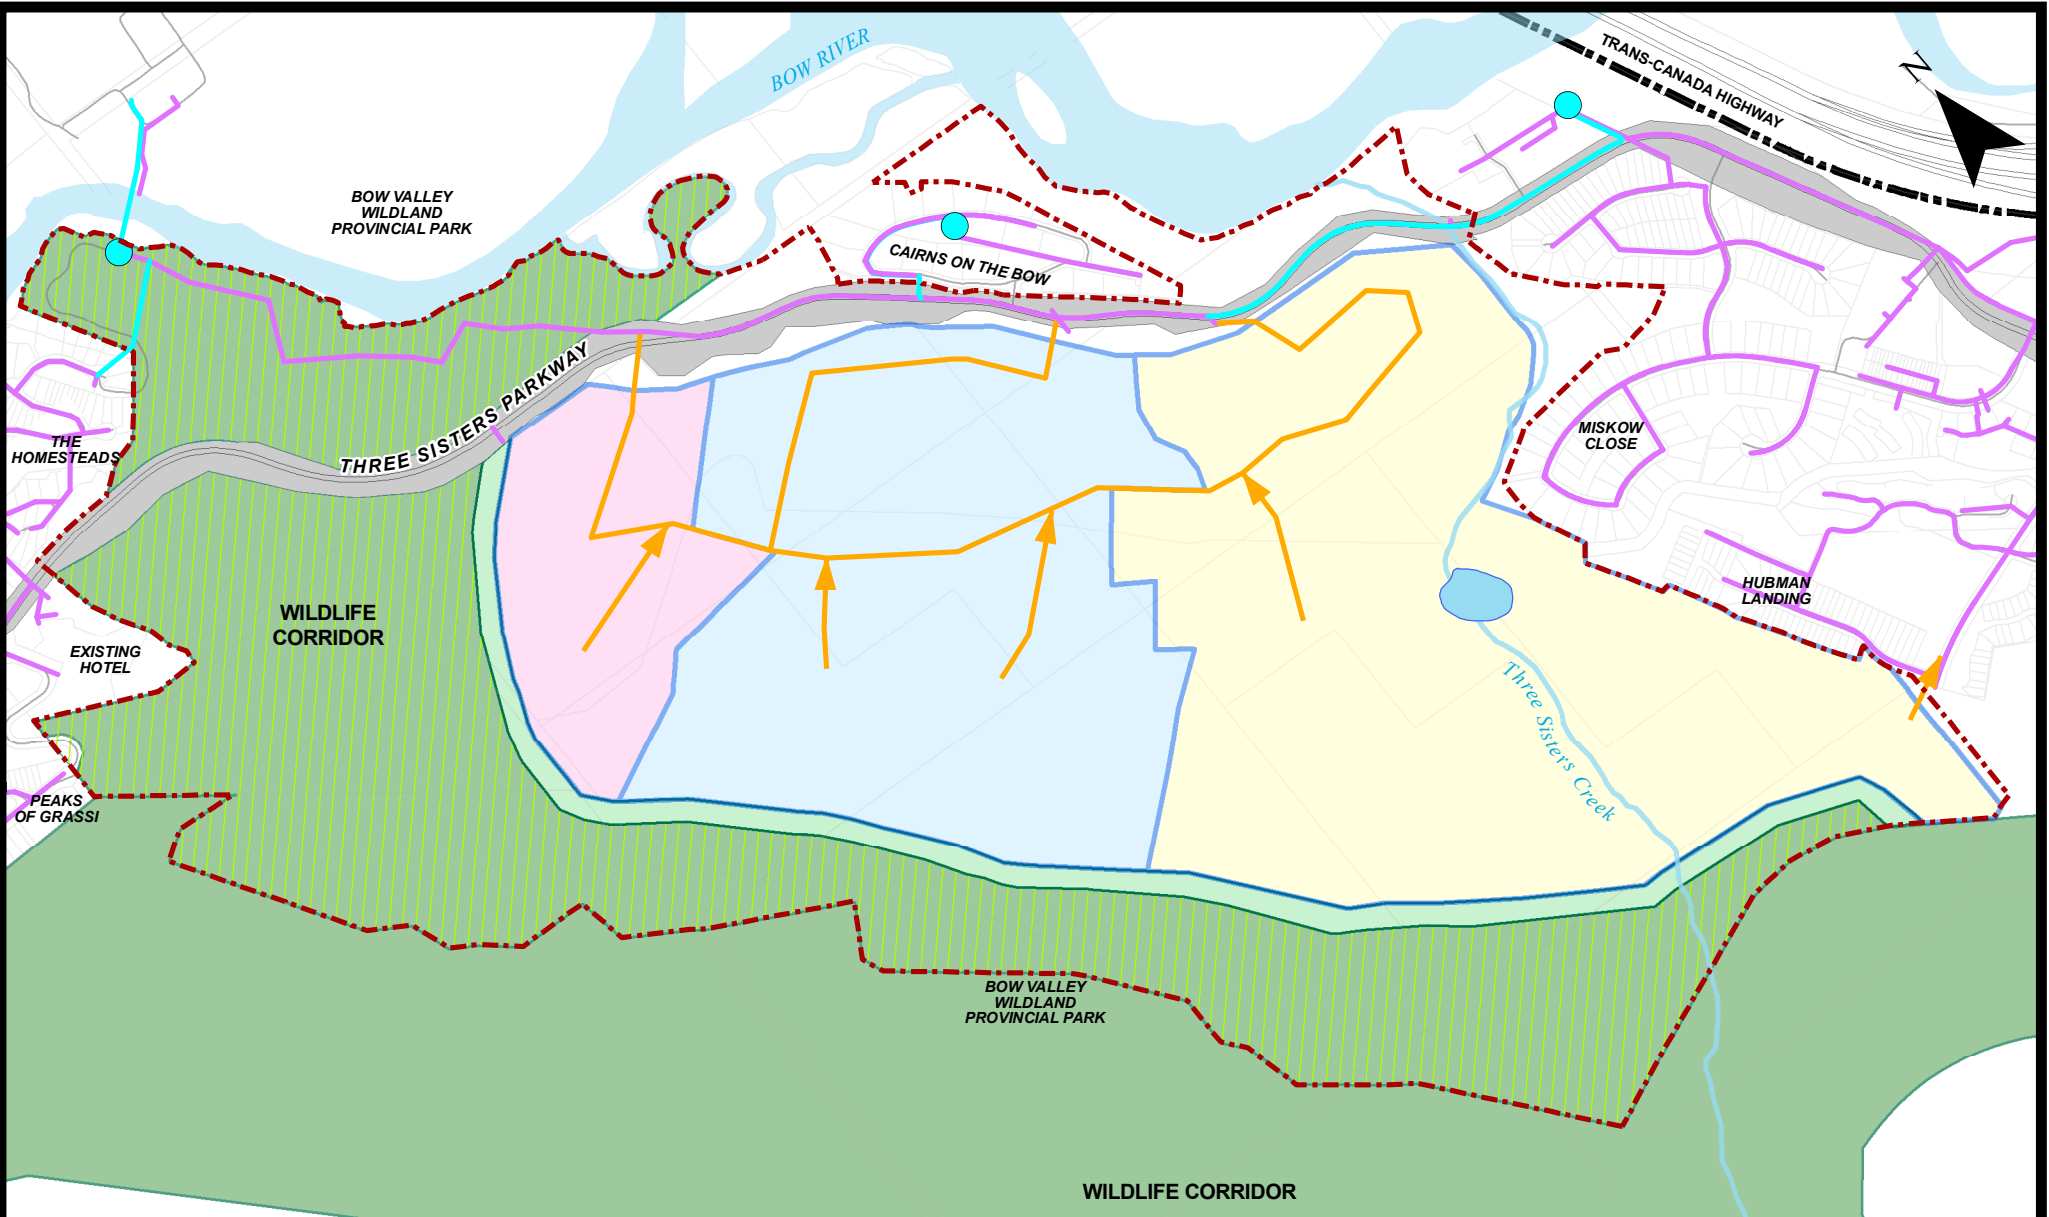 BOW RIVER
TRANS-CANADA HIGHWAY
N
BOW VALLEY
WILDLAND
PROVINCIAL PARK
CAIRNS ON THE BOW
THREE SISTERS PARKWAY
THE
HOMESTEADS
MISKOW
CLOSE
WILDLIFE
CORRIDOR
HUBMAN
LANDING
EXISTING
HOTEL
Three Sisters Creek
PEAKS
OF GRASSI
BOW VALLEY
WILDLAND
PROVINCIAL PARK
WILDLIFE CORRIDOR